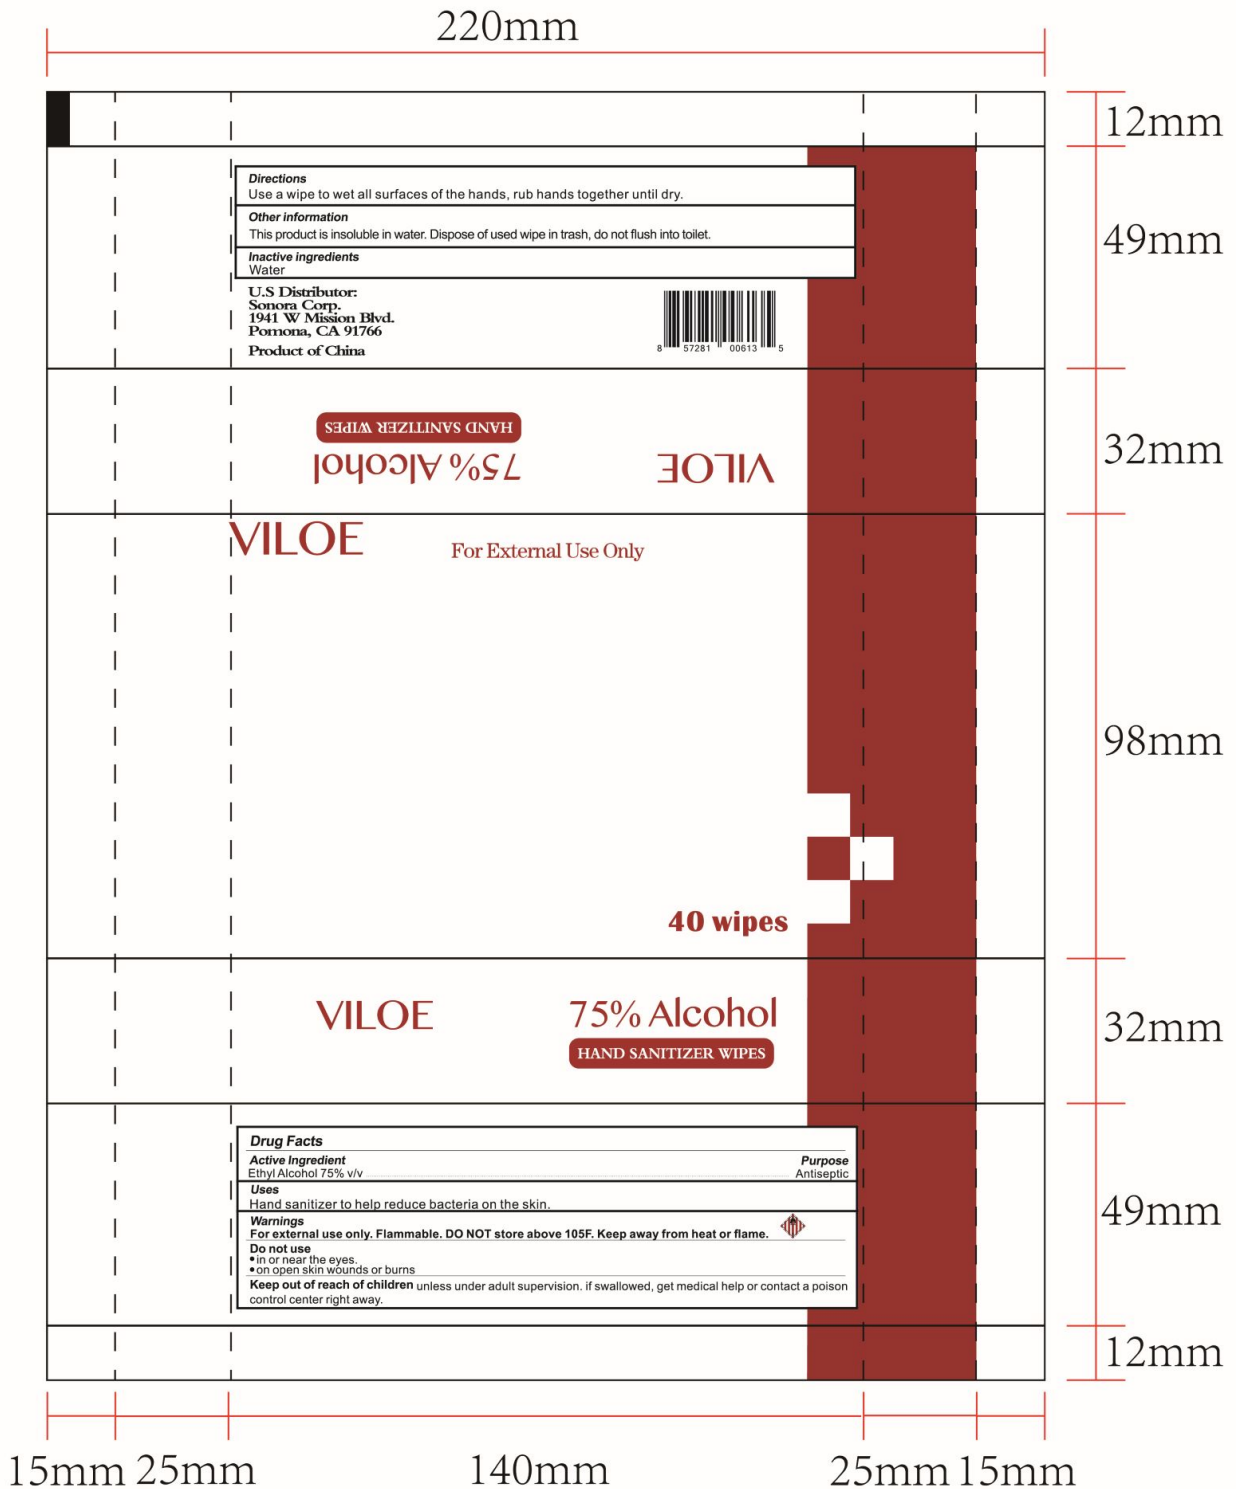 220mm
12mm
Directions
Use a wipe to wet all surfaces of the hands, rub hands together until dry.
Other information
This product is insoluble in water. Dispose of used wipe in trash, do not flush into toilet.
Inactive ingredients
Water
49mm
U.S Distributor:
Sonora Corp.
1941 W Mission Blvd.
Pomona, CA 91766
Product of China
8 57281 00613 5
HAND SANITIZER WIPES
75% Alcohol
VILOE
32mm
VILOE
For External Use Only
98mm
40 wipes
VILOE
75% Alcohol
HAND SANITIZER WIPES
32mm
Drug Facts
Active Ingredient Purpose
Ethyl Alcohol 75% v/v Antiseptic
Uses
Hand sanitizer to help reduce bacteria on the skin.
Warnings
For external use only. Flammable. DO NOT store above 105F. Keep away from heat or flame.
Do not use
• in or near the eyes.
• on open skin wounds or burns
Keep out of reach of children unless under adult supervision. if swallowed, get medical help or contact a poison
control center right away.
49mm
12mm
15mm 25mm 140mm 25mm 15mm